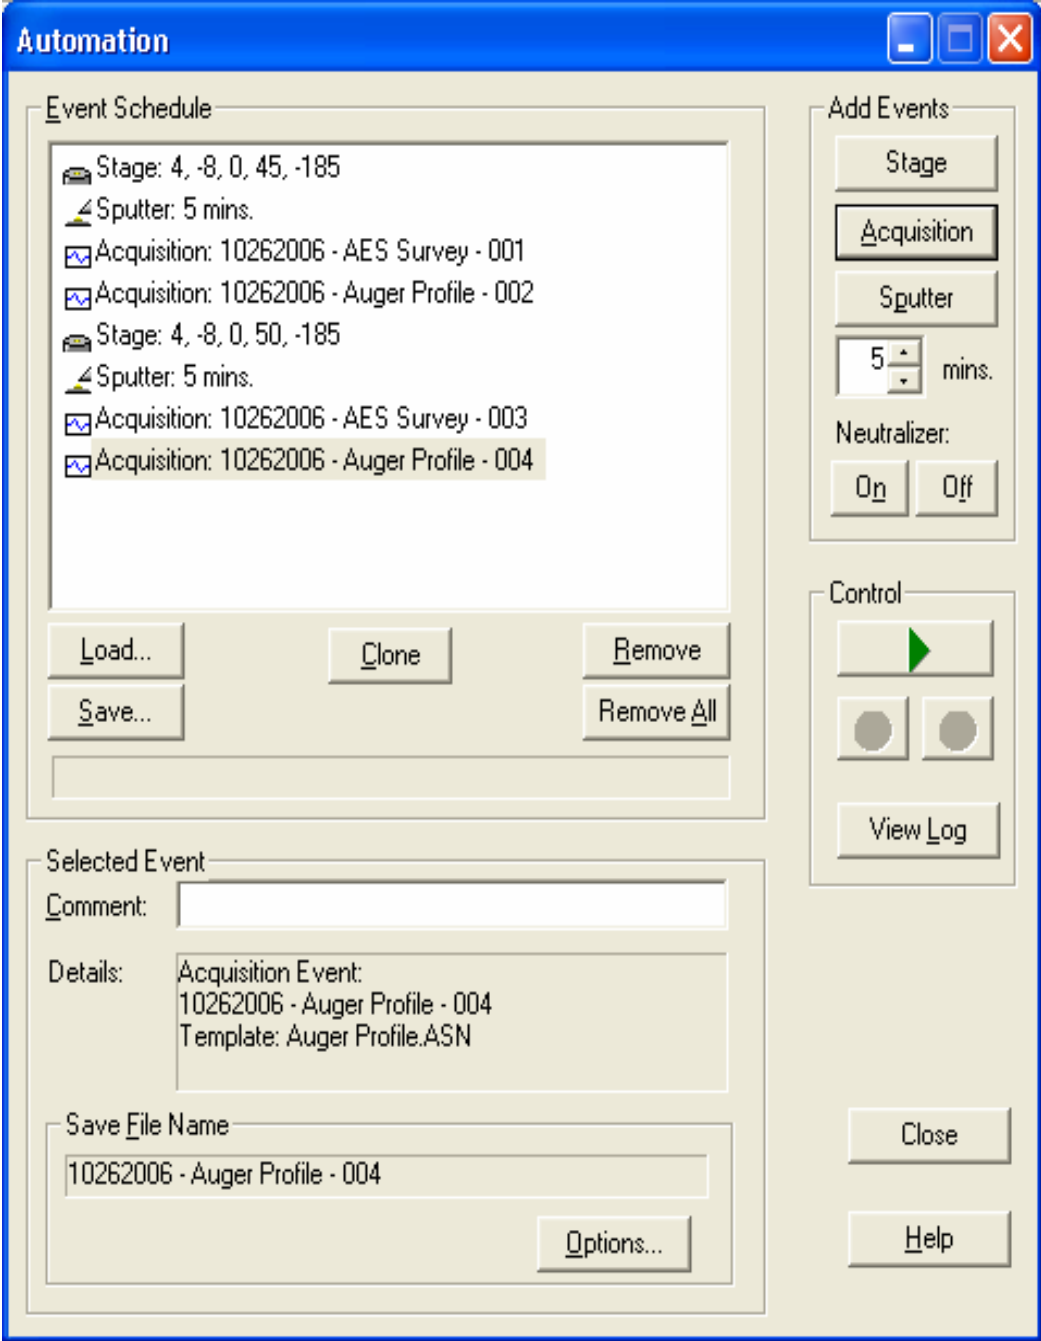 Automation
Event Schedule
Stage: 4, -8, 0, 45, -185
Sputter: 5 mins.
Acquisition: 10262006 - AES Survey - 001
Acquisition: 10262006 - Auger Profile - 002
Stage: 4, -8, 0, 50, -185
Sputter: 5 mins.
Acquisition: 10262006 - AES Survey - 003
Acquisition: 10262006 - Auger Profile - 004
Load...
Clone
Remove
Save...
Remove All
Selected Event
Comment:
Details:
Acquisition Event:
10262006 - Auger Profile - 004
Template: Auger Profile.ASN
Save File Name
10262006 - Auger Profile - 004
Options...
Add Events
Stage
Acquisition
Sputter
5 mins.
Neutralizer:
On Off
Control
View Log
Close
Help